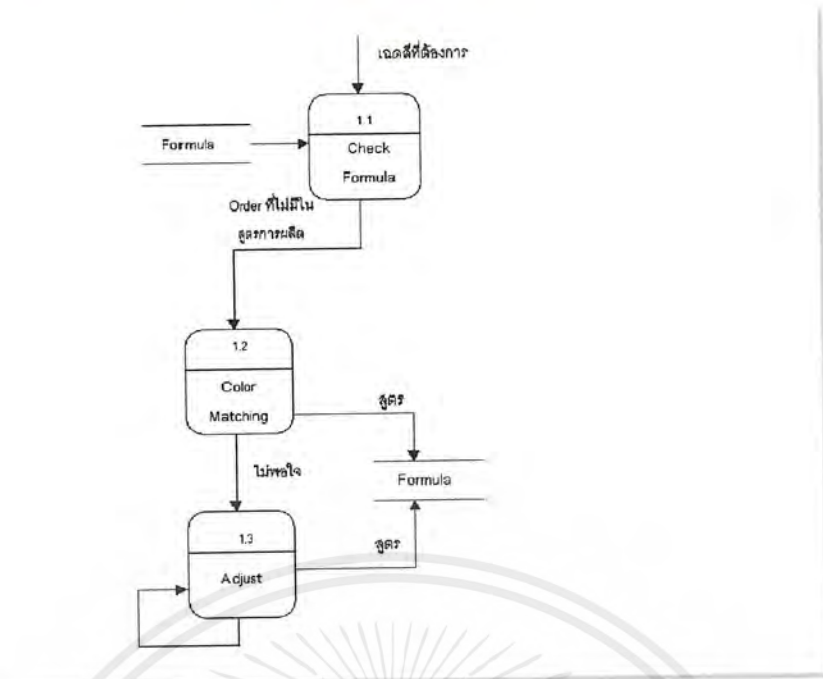 เฉดสีที่ต้องการ
1.1
Formula
Check
Formula
Order ที่ไม่มีใน
สูตรการผลิต
1.2
Color
Matching
สูตร
ไม่พอใจ
Formula
1.3
สูตร
Adjust